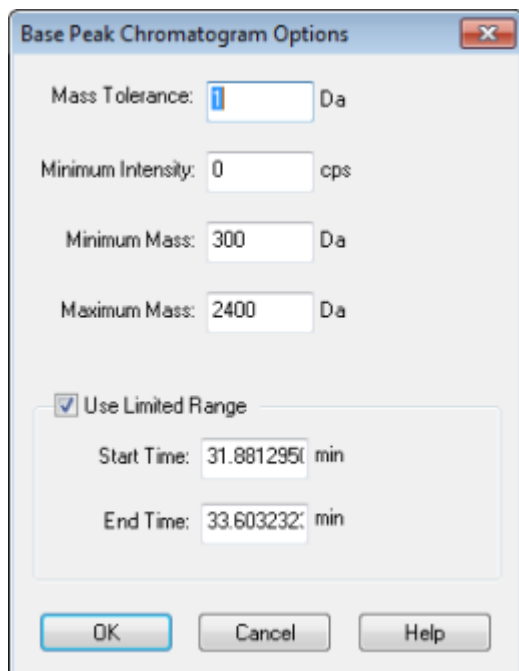 Base Peak Chromatogram Options
Mass Tolerance: 1 Da
Minimum Intensity: 0 cps
Minimum Mass: 300 Da
Maximum Mass: 2400 Da
Use Limited Range
Start Time: 31.8812950 min
End Time: 33.6032323 min
OK Cancel Help